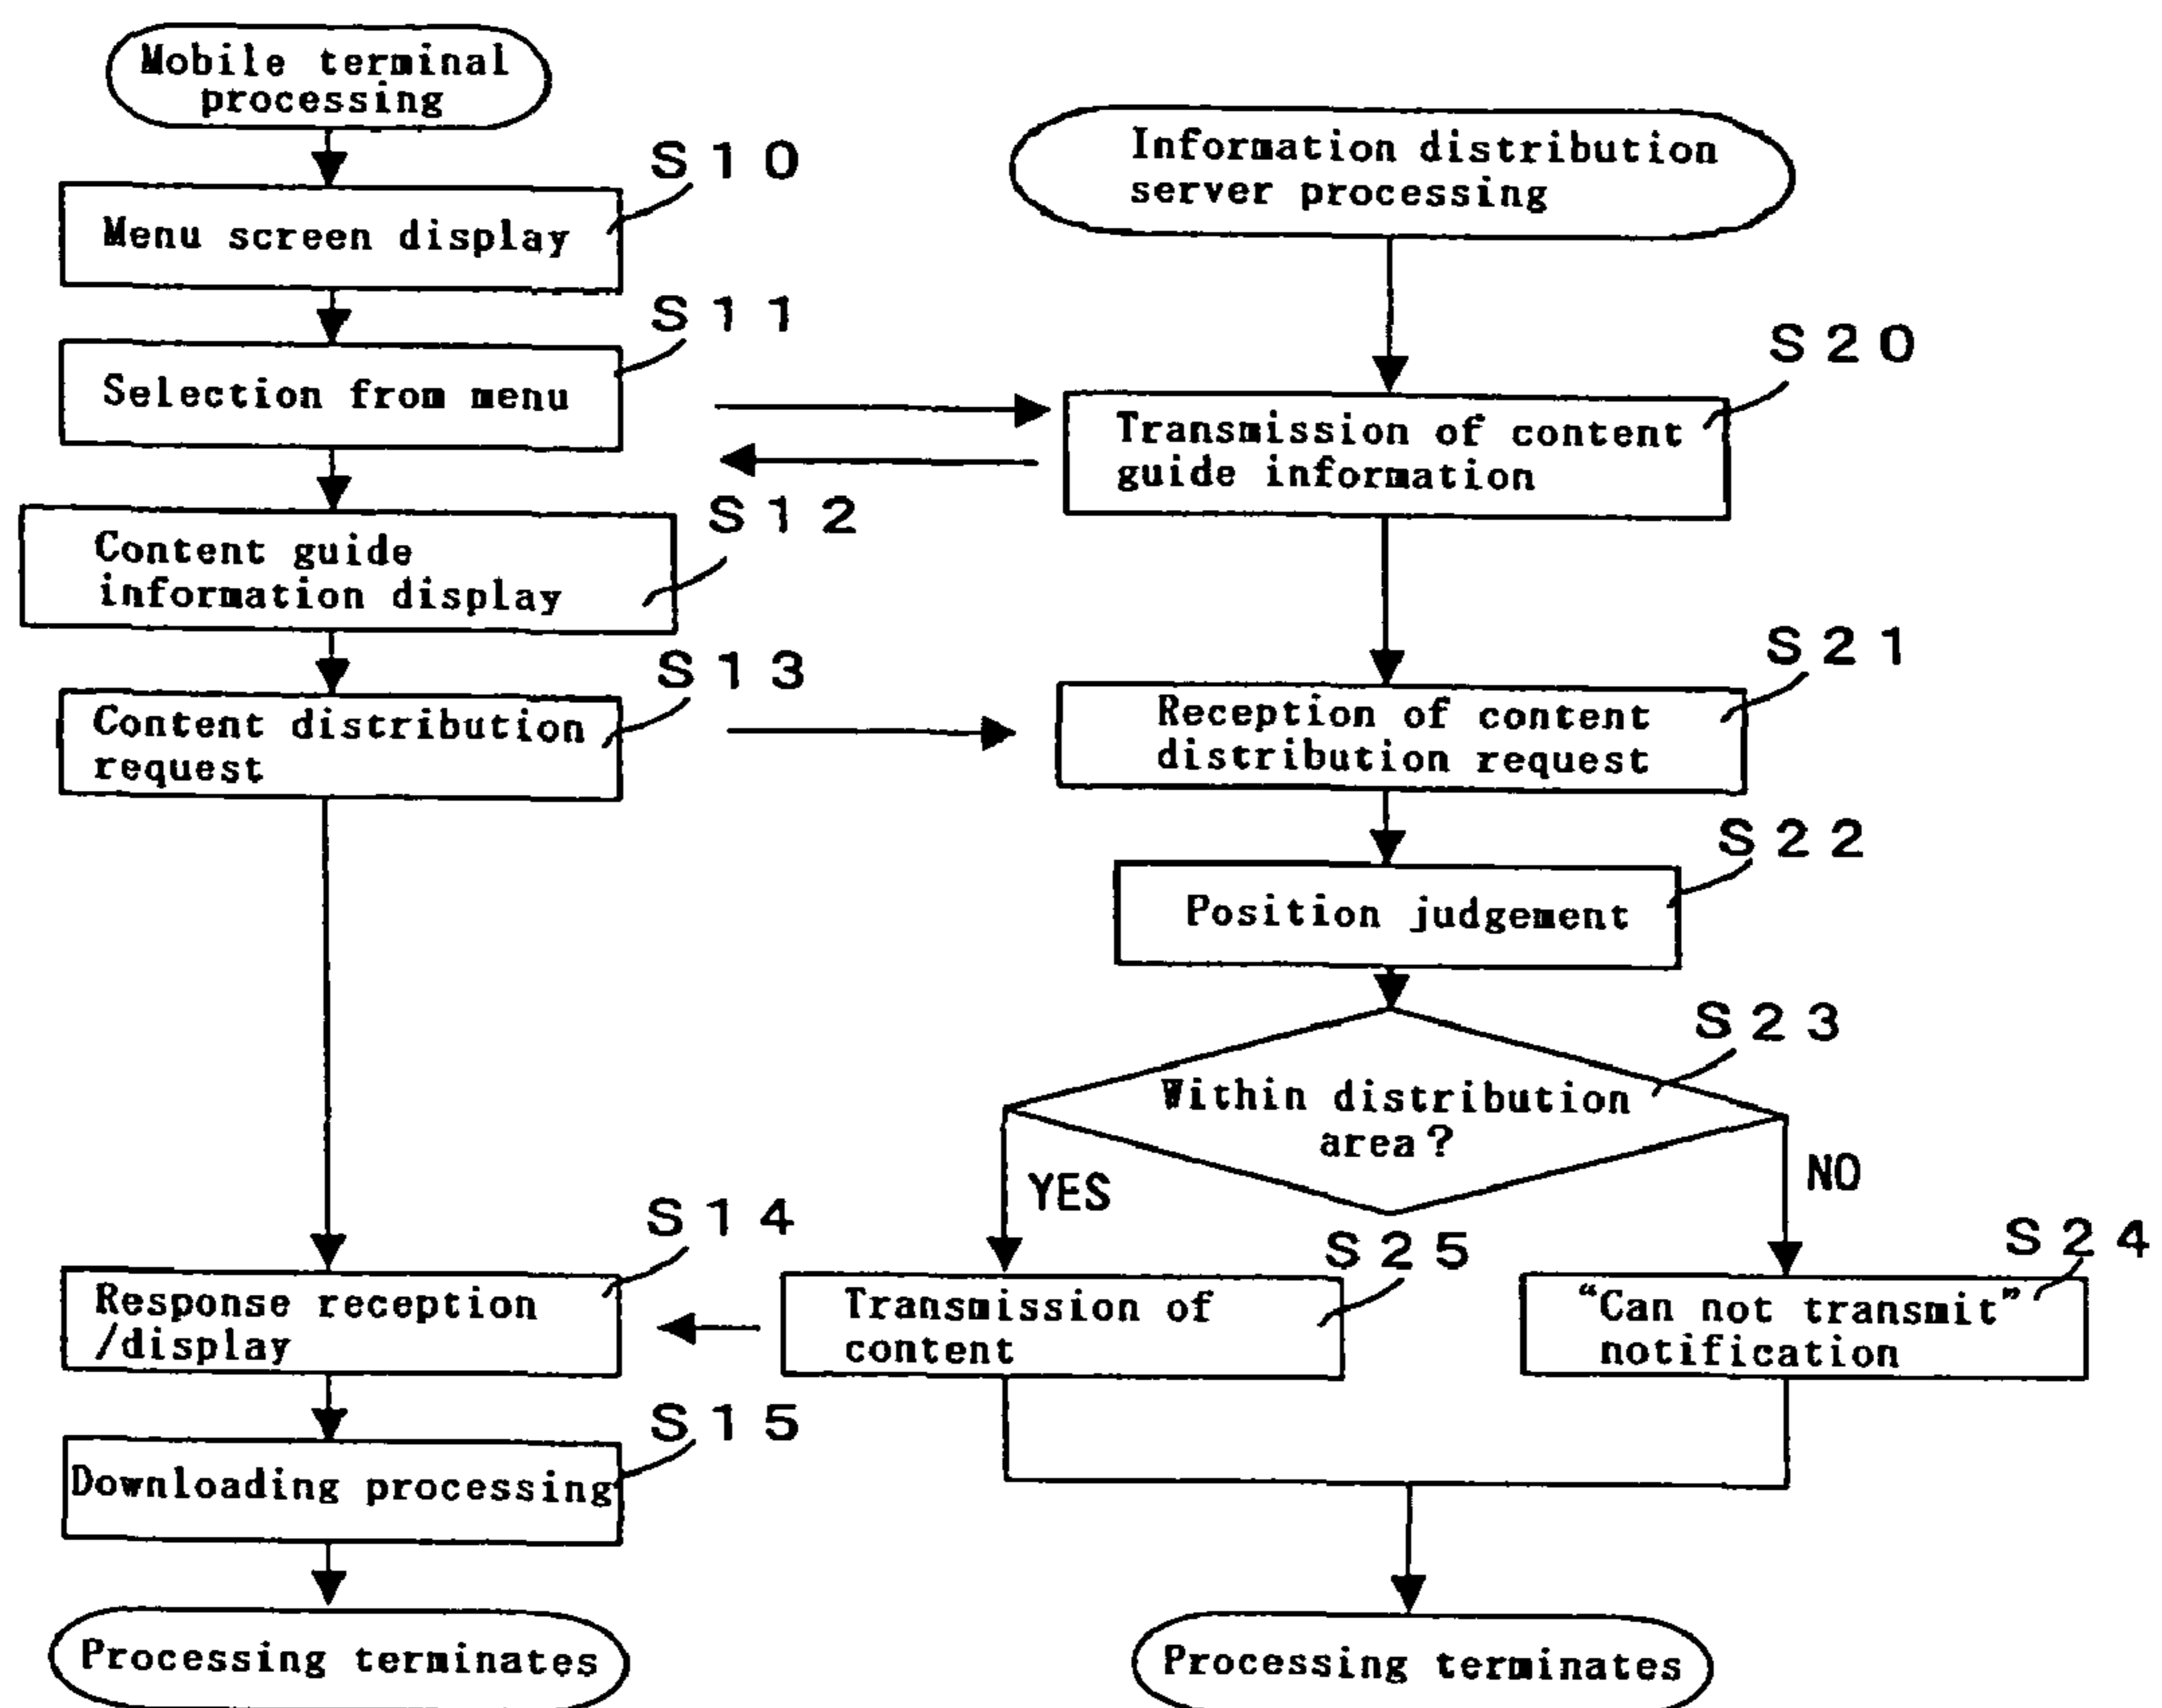 Mobile terminal
processing
S10
Menu screen display
S11
Selection from menu
S12
Content guide
information display
S13
Content distribution
request
S14
Response reception
/display
S15
Downloading processing
Processing terminates
Information distribution
server processing
S20
Transmission of content
guide information
S21
Reception of content
distribution request
S22
Position judgement
S23
Within distribution
area?
YES
NO
S25
Transmission of
content
S24
“Can not transmit”
notification
Processing terminates